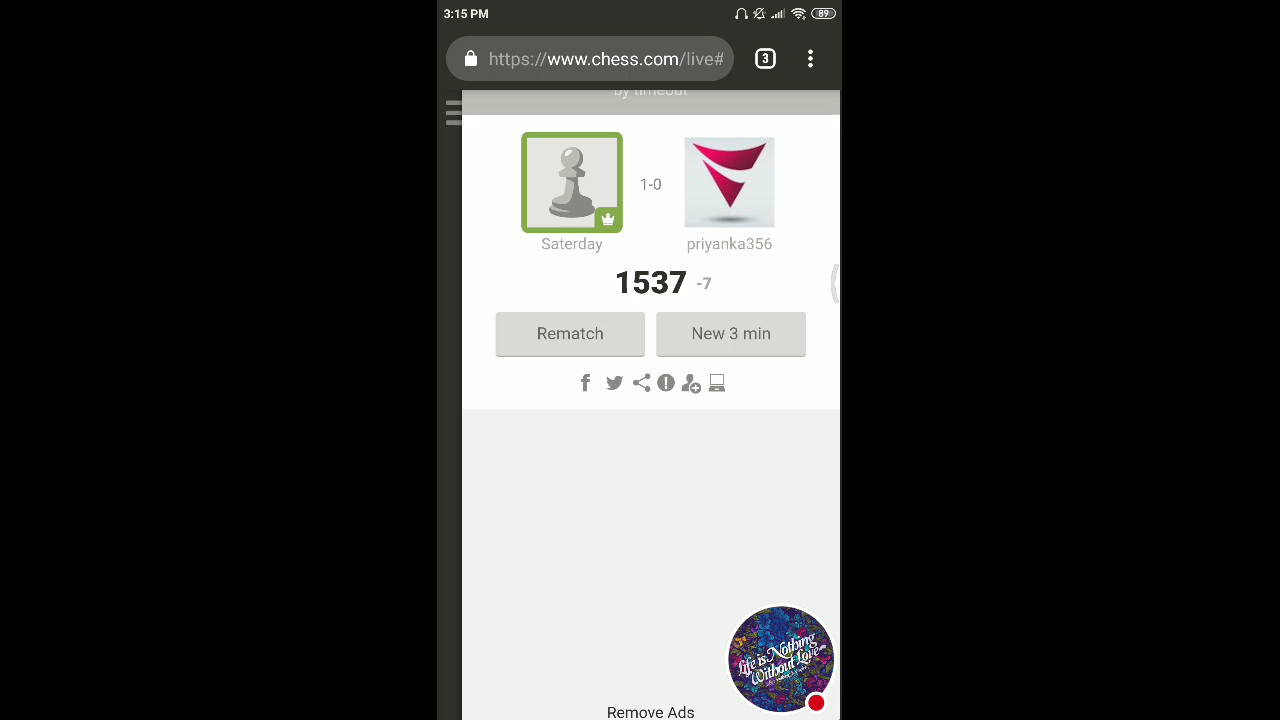 3:15 PM
89
https://www.chess.com/live#
3
by timeout
1-0
Saterday
priyanka356
1537 -7
Rematch
New 3 min
Life is Nothing
Without Love
Remove Ads